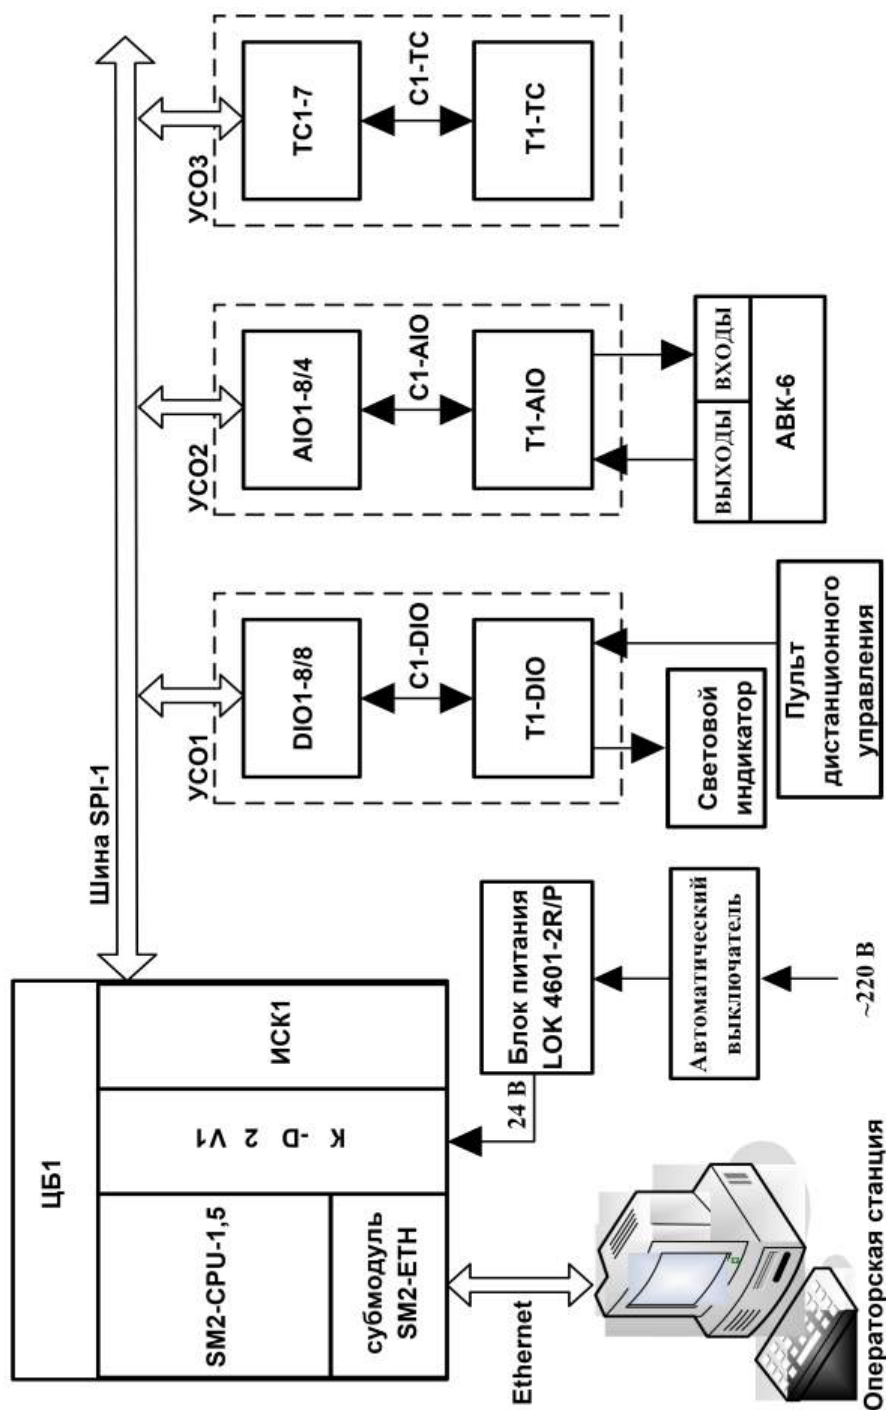 ЦБ1
SM2-CPU-1,5
субмодуль
SM2-ETH
K -D 2 V1
ИСК1
Шина SPI-1
УСО1
DIO1-8/8
C1-DIO
T1-DIO
УСО2
AIO1-8/4
C1-AIO
T1-AIO
УСО3
TC1-7
C1-TC
T1-TC
Ethernet
24 В
Блок питания
LOK 4601-2R/P
Автоматический
выключатель
~220 В
Световой
индикатор
Пульт
дистанционного
управления
ВЫХОДЫ
ВХОДЫ
АВК-6
Операторская станция